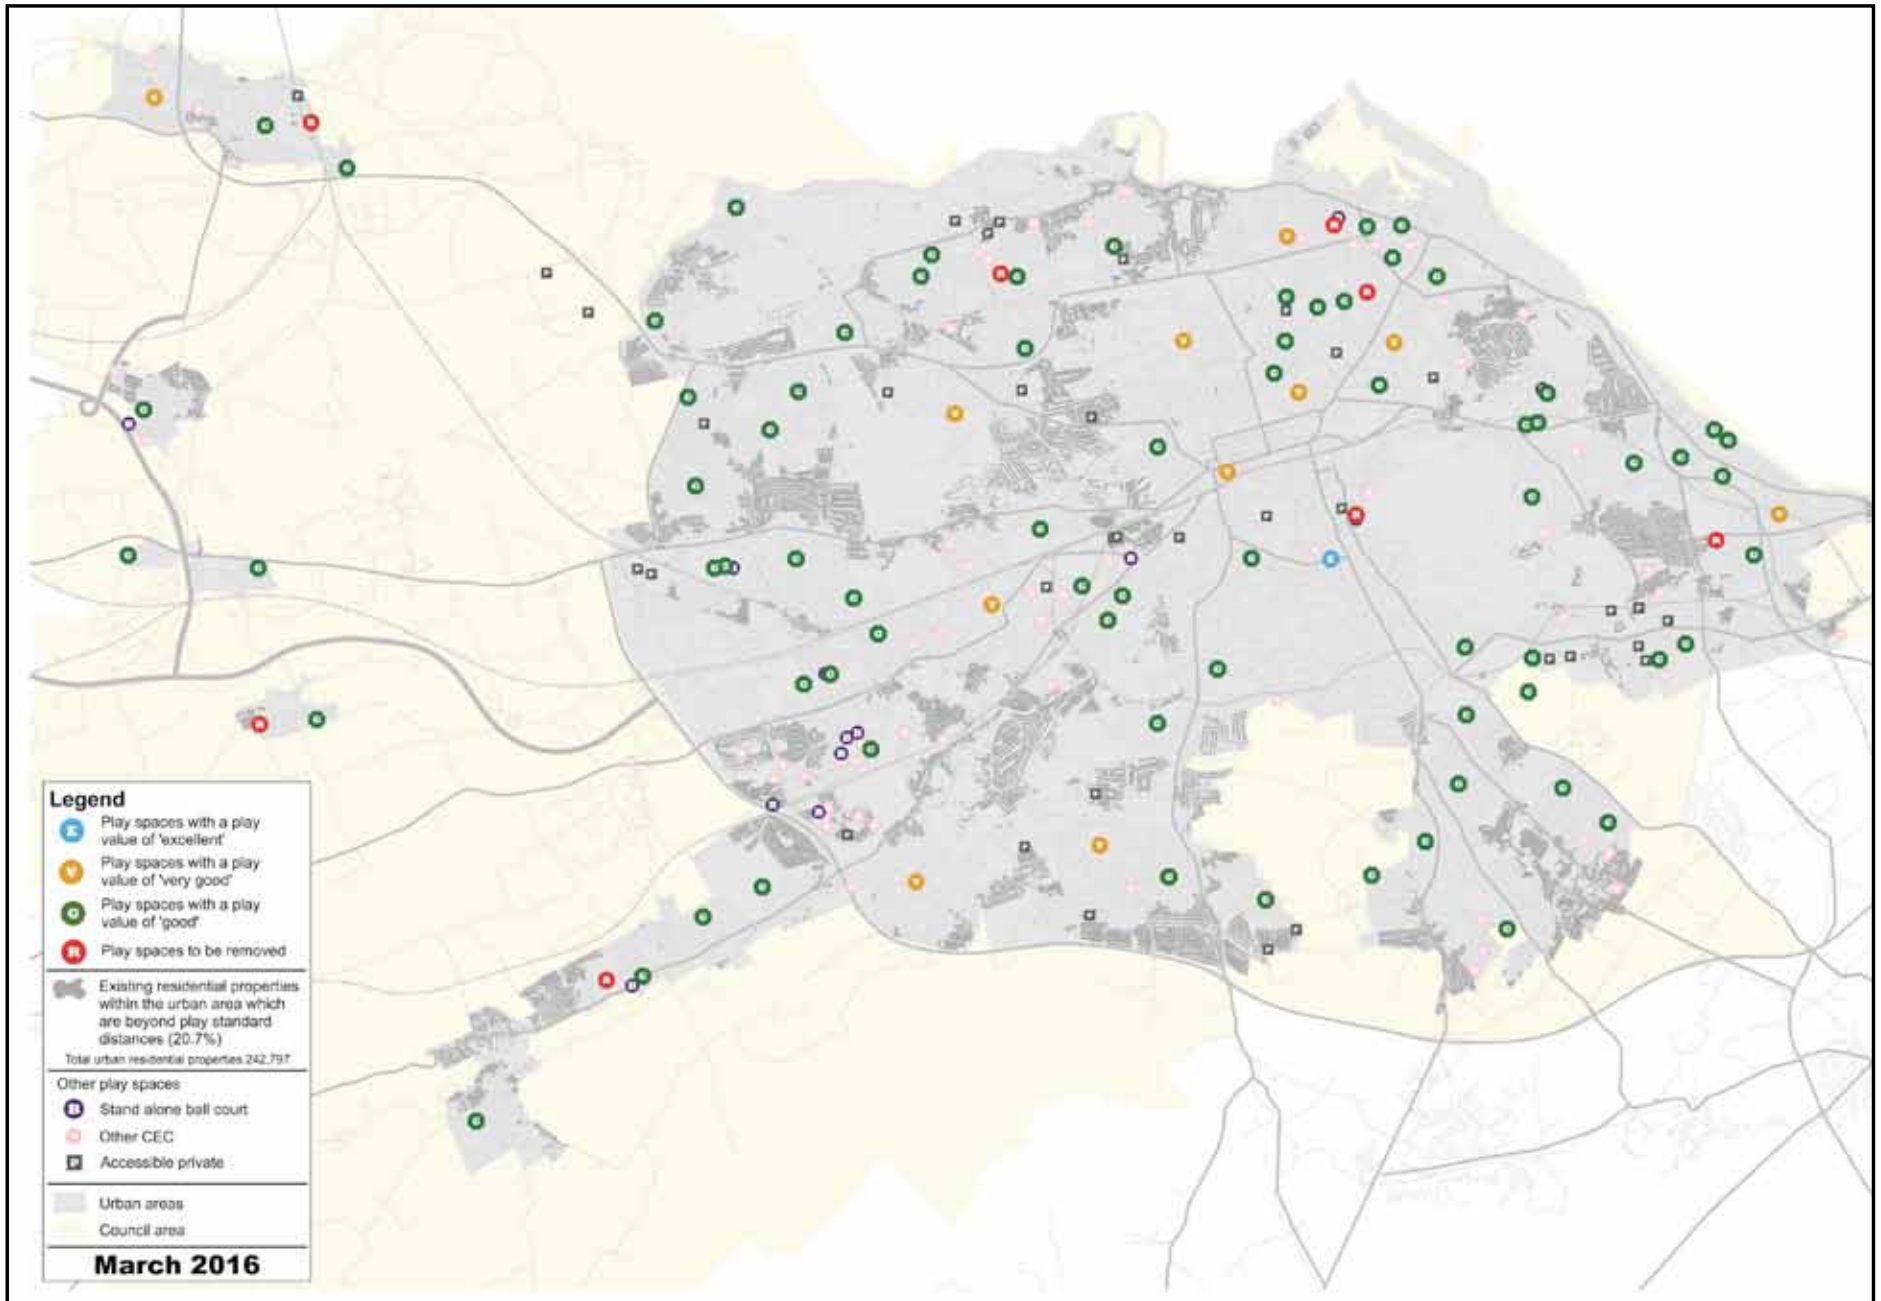 Legend
Play spaces with a play
value of 'excellent'
Play spaces with a play
value of 'very good'
Play spaces with a play
value of 'good'
Play spaces to be removed
Existing residential properties
within the urban area which
are beyond play standard
distances (20.7%)
Total urban residential properties 242,797
Other play spaces
Stand alone ball court
Other CEC
Accessible private
Urban areas
Council area
March 2016